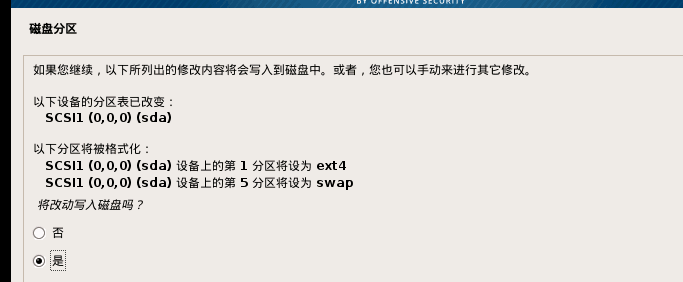 BY OFFENSIVE SECURITY
磁盘分区
如果您继续，以下所列出的修改内容将会写入到磁盘中。或者，您也可以手动来进行其它修改。
以下设备的分区表已改变：
SCSI1 (0,0,0) (sda)
以下分区将被格式化：
SCSI1 (0,0,0) (sda) 设备上的第 1 分区将设为 ext4
SCSI1 (0,0,0) (sda) 设备上的第 5 分区将设为 swap
将改动写入磁盘吗？
否
是